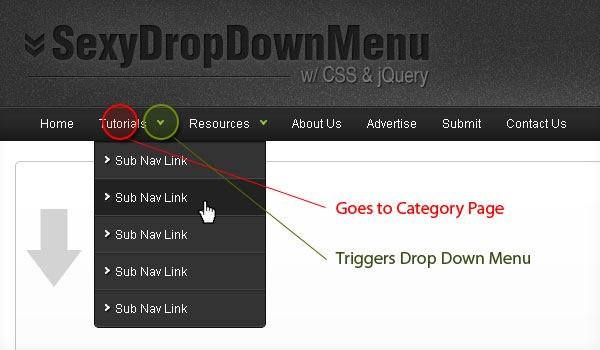 SexyDropDownMenu
w/ CSS & jQuery
Home Tutorials Resources About Us Advertise Submit Contact Us
Sub Nav Link
Sub Nav Link
Goes to Category Page
Sub Nav Link
Triggers Drop Down Menu
Sub Nav Link
Sub Nav Link